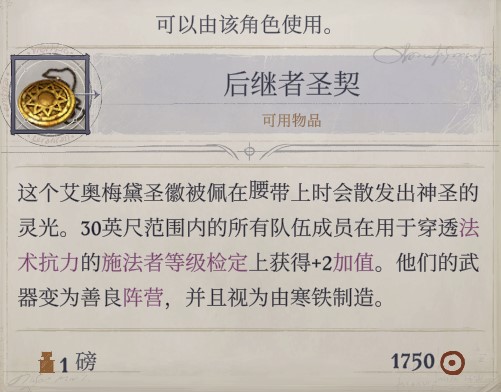 可以由该角色使用。
后继者圣契
可用物品
这个艾奥梅黛圣徽被佩在腰带上时会散发出神圣的
灵光。30英尺范围内的所有队伍成员在用于穿透法
术抗力的施法者等级检定上获得+2加值。他们的武
器变为善良阵营，并且视为由寒铁制造。
1 磅
1750